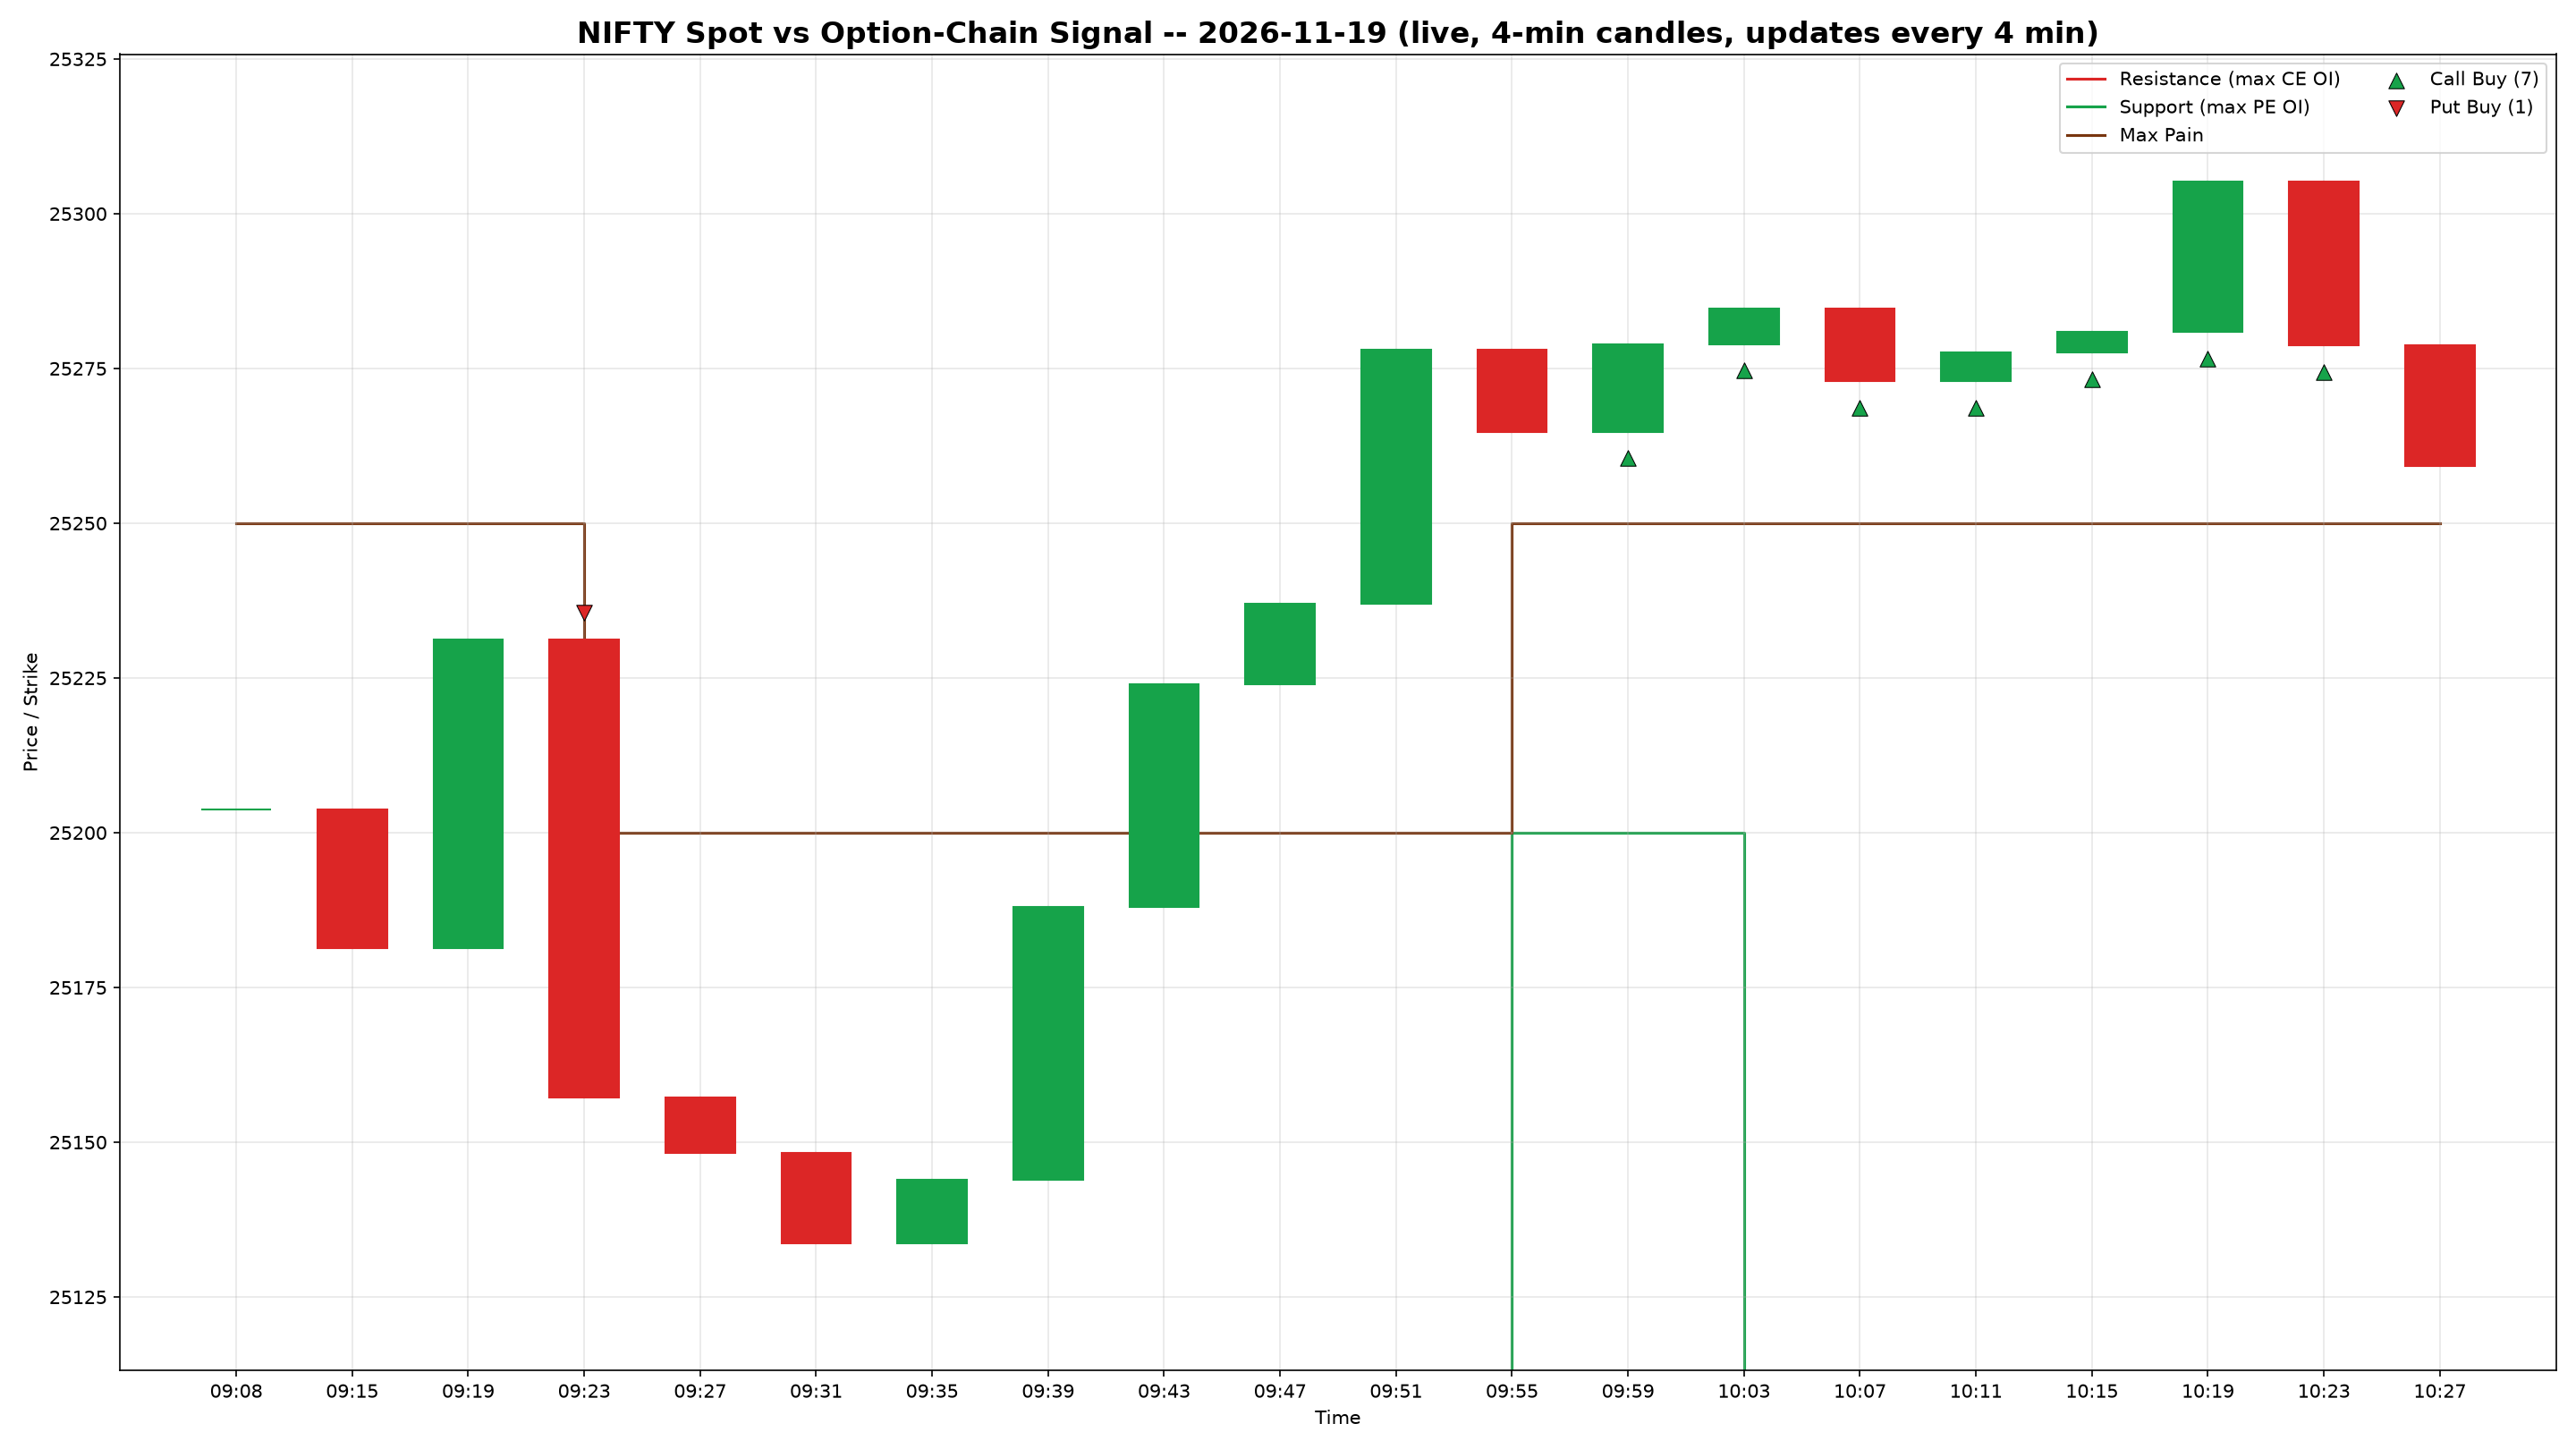 NIFTY Spot vs Option-Chain Signal -- 2026-11-19 (live, 4-min candles, updates every 4 min)
Resistance (max CE OI)
Support (max PE OI)
Max Pain
Call Buy (7)
Put Buy (1)
Price / Strike
25325
25300
25275
25250
25225
25200
25175
25150
25125
09:08 09:15 09:19 09:23 09:27 09:31 09:35 09:39 09:43 09:47 09:51 09:55 09:59 10:03 10:07 10:11 10:15 10:19 10:23 10:27
Time